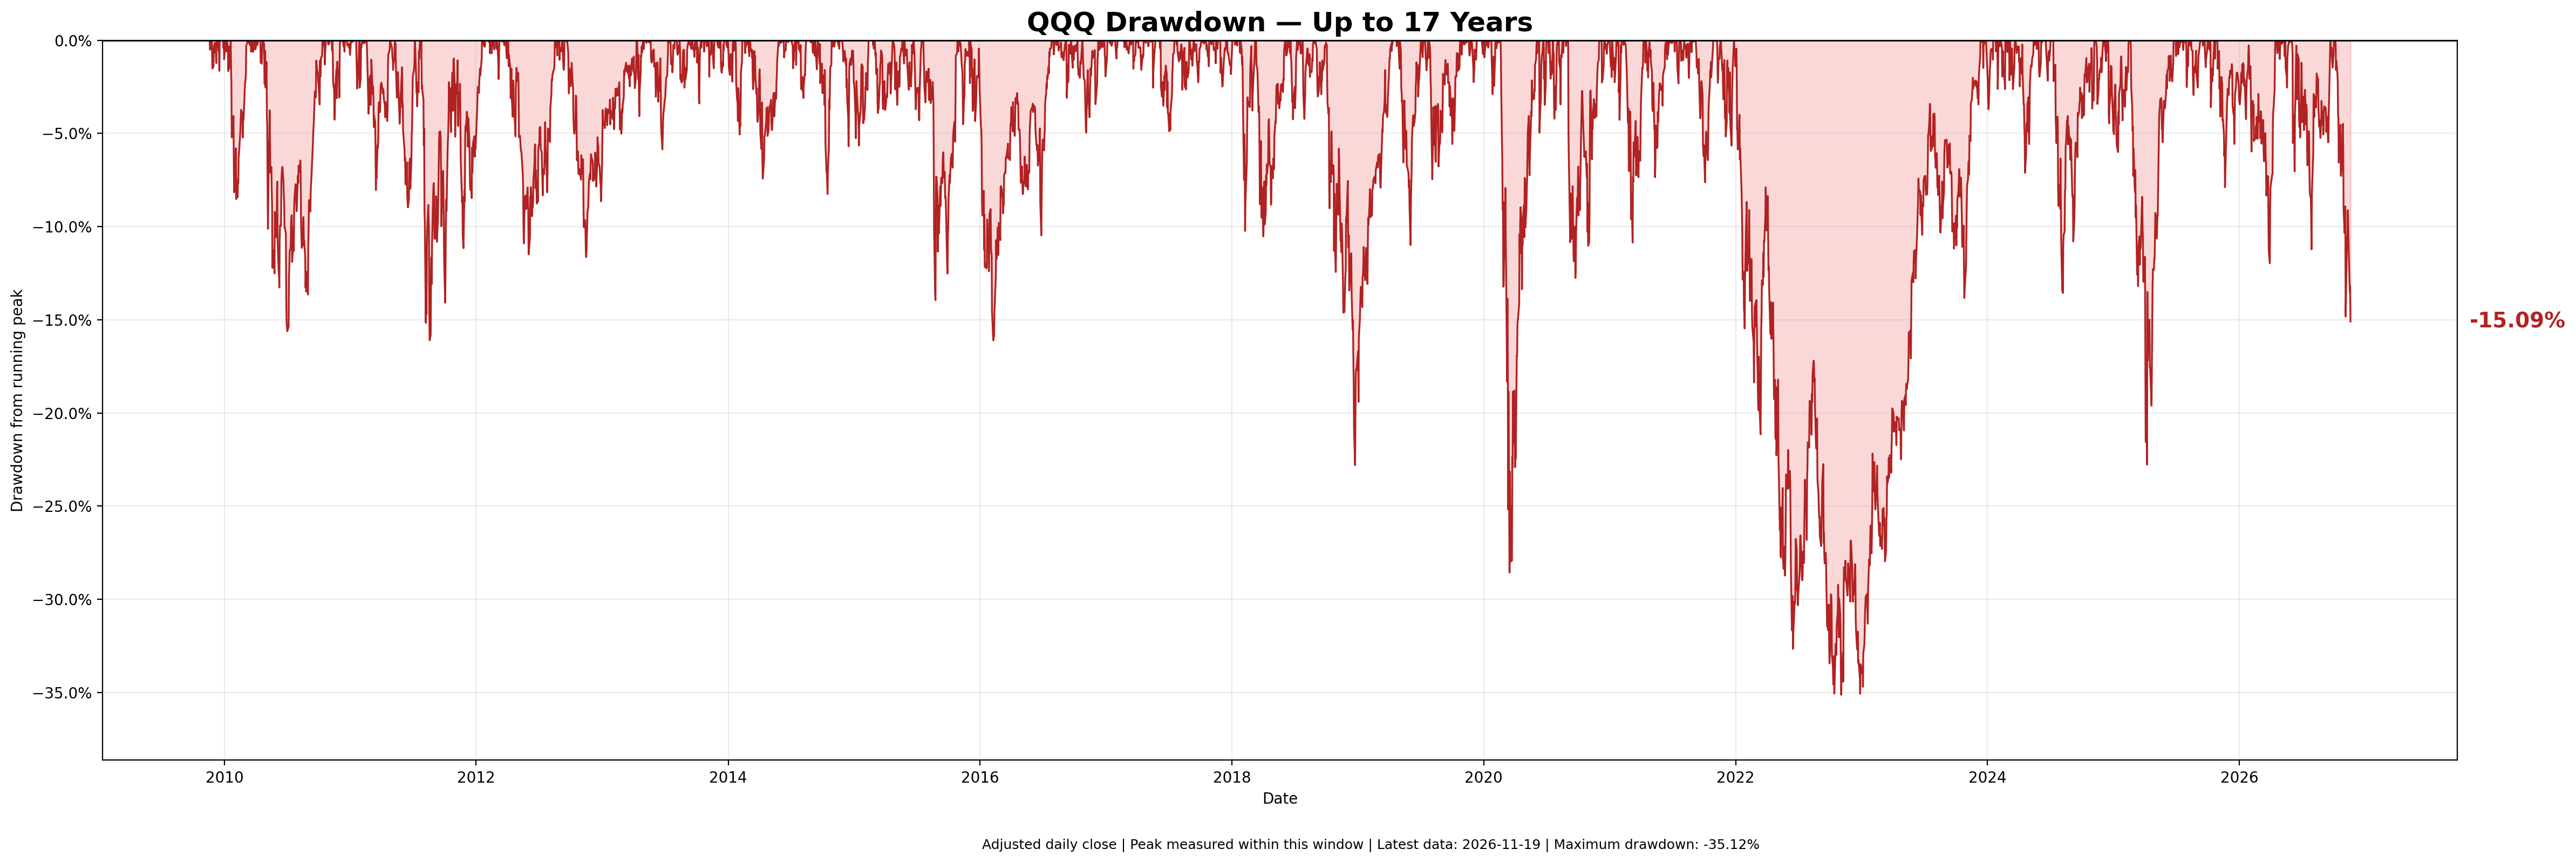 QQQ Drawdown — Up to 17 Years
Drawdown from running peak
0.0%
−5.0%
−10.0%
−15.0%
−20.0%
−25.0%
−30.0%
−35.0%
-15.09%
2010 2012 2014 2016 2018 2020 2022 2024 2026
Date
Adjusted daily close | Peak measured within this window | Latest data: 2026-11-19 | Maximum drawdown: -35.12%